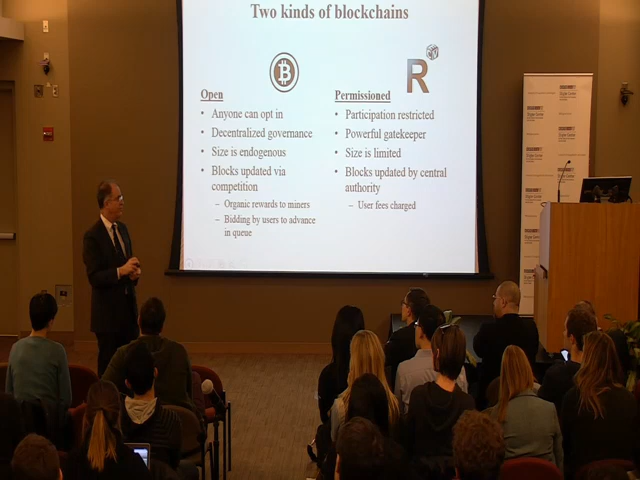 Two kinds of blockchains
B
R
Open
• Anyone can opt in
• Decentralized governance
• Size is endogenous
• Blocks updated via
competition
– Organic rewards to miners
– Bidding by users to advance
in queue
Permissioned
• Participation restricted
• Powerful gatekeeper
• Size is limited
• Blocks updated by central
authority
– User fees charged